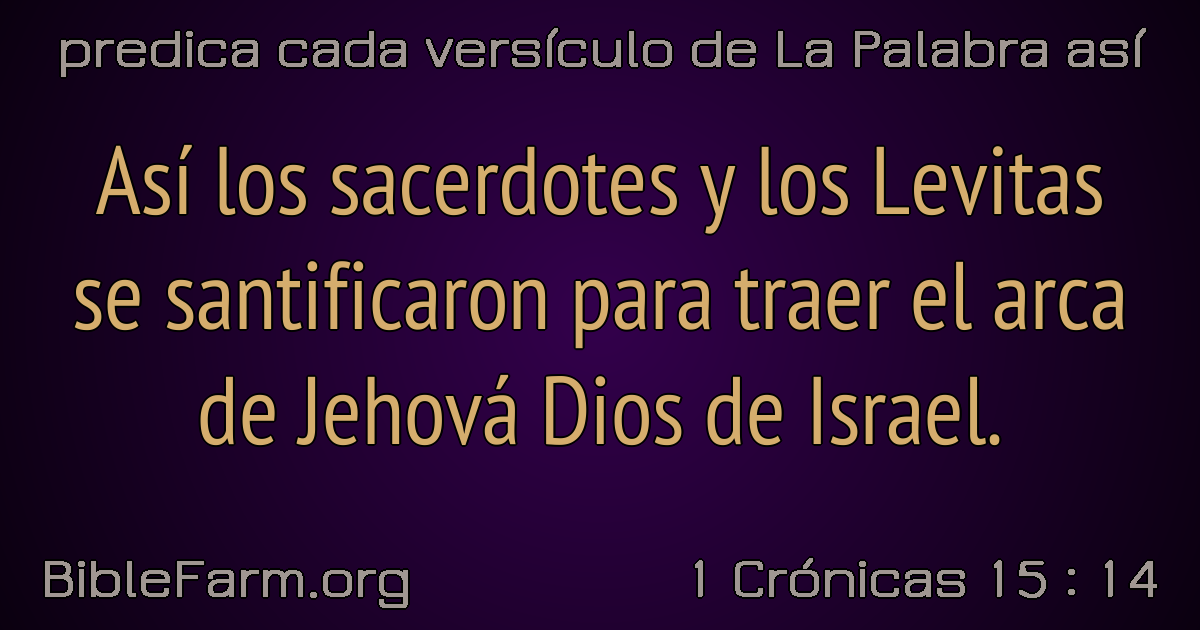 predica cada versículo de La Palabra así
Así los sacerdotes y los Levitas
se santificaron para traer el arca
de Jehová Dios de Israel.
BibleFarm.org
1 Crónicas 15 : 14